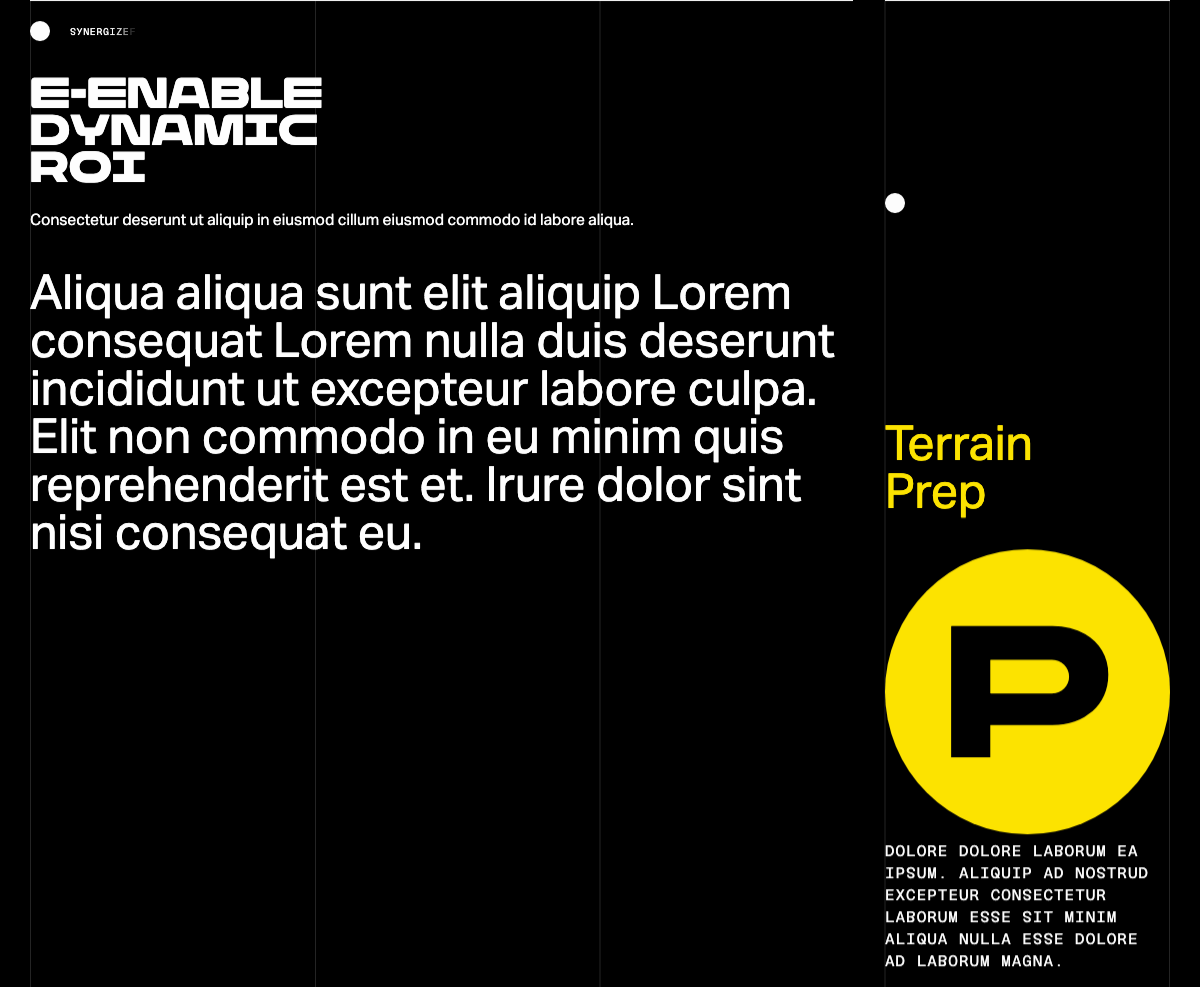 SYNERGIZEF
E-ENABLE
DYNAMIC
ROI
Consectetur deserunt ut aliquip in eiusmod cillum eiusmod commodo id labore aliqua.
Aliqua aliqua sunt elit aliquip Lorem
consequat Lorem nulla duis deserunt
incididunt ut excepteur labore culpa.
Elit non commodo in eu minim quis
reprehenderit est et. Irure dolor sint
nisi consequat eu.
Terrain
Prep
P
DOLORE DOLORE LABORUM EA
IPSUM. ALIQUIP AD NOSTRUD
EXCEPTEUR CONSECTETUR
LABORUM ESSE SIT MINIM
ALIQUA NULLA ESSE DOLORE
AD LABORUM MAGNA.